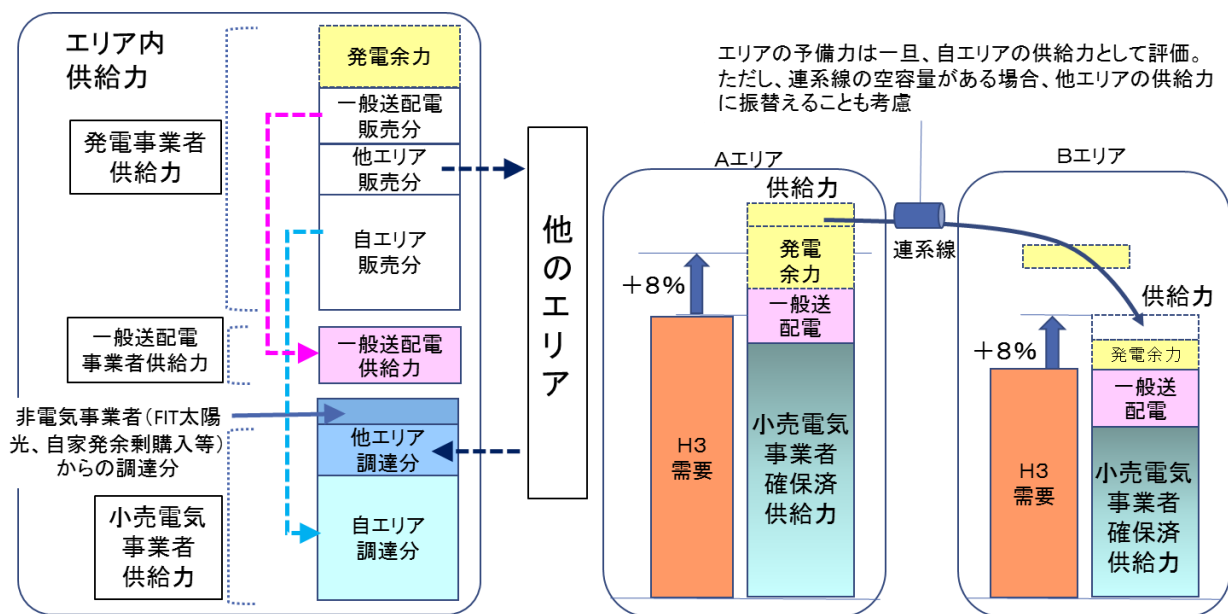 エリア内
供給力
発電事業者
供給力
一般送配電
事業者供給力
非電気事業者(FIT太陽
光、自家発余剰購入等)
からの調達分
小売電気
事業者
供給力
発電余力
一般送配電
販売分
他エリア
販売分
自エリア
販売分
一般送配電
供給力
他エリア
調達分
自エリア
調達分
他のエリア
エリアの予備力は一旦、自エリアの供給力として評価。
ただし、連系線の空容量がある場合、他エリアの供給力
に振替えることも考慮
Aエリア
供給力
発電
余力
+8%
一般送
配電
H3
需要
小売電気
事業者
確保済
供給力
連系線
Bエリア
供給力
+8%
発電余力
一般送
配電
H3
需要
小売電気
事業者
確保済
供給力